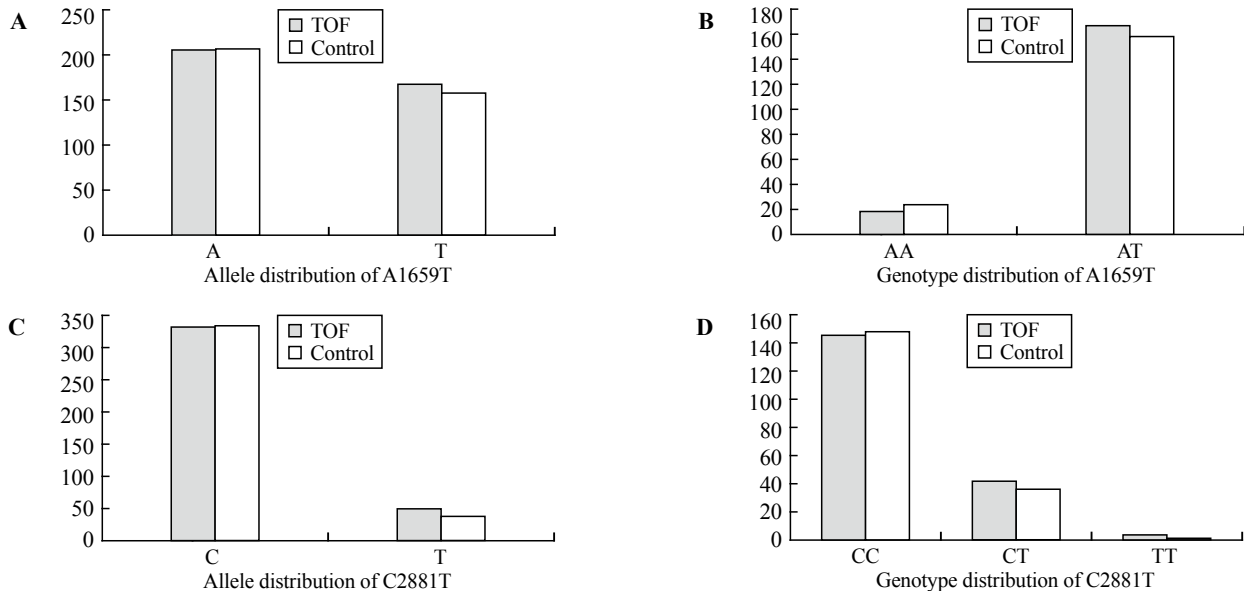 A
250
200
150
100
50
0
TOF
Control
A
T
Allele distribution of A1659T
B
180
160
140
120
100
80
60
40
20
0
TOF
Control
AA
AT
Genotype distribution of A1659T
C
350
300
250
200
150
100
50
0
TOF
Control
C
T
Allele distribution of C2881T
D
160
140
120
100
80
60
40
20
0
TOF
Control
CC
CT
TT
Genotype distribution of C2881T